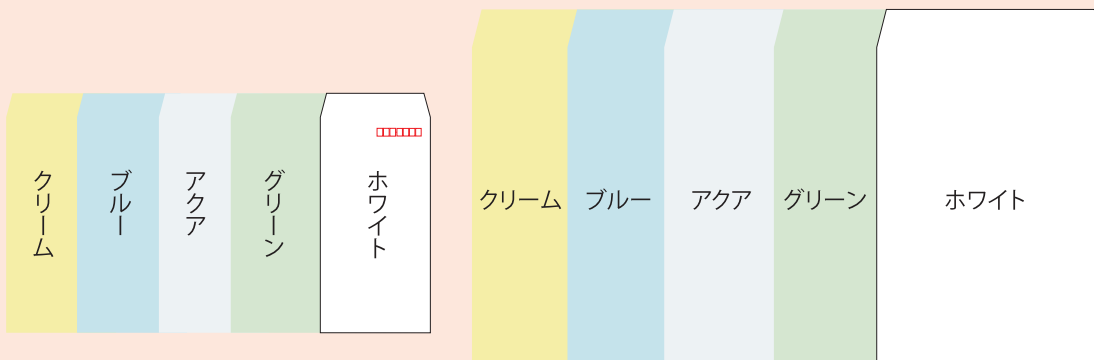 クリーム
ブルー
アクア
グリーン
ホワイト
クリーム
ブルー
アクア
グリーン
ホワイト